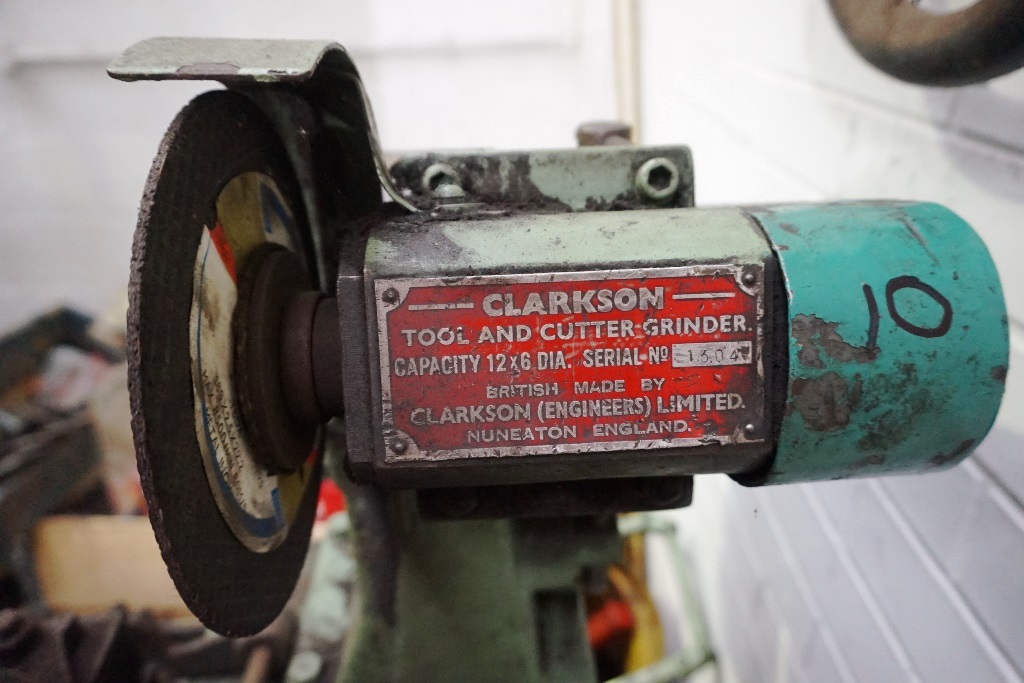 CLARKSON
TOOL AND CUTTER GRINDER.
CAPACITY 12x6 DIA. SERIAL Nº 1304
BRITISH MADE BY
CLARKSON (ENGINEERS) LIMITED.
NUNEATON ENGLAND.
10